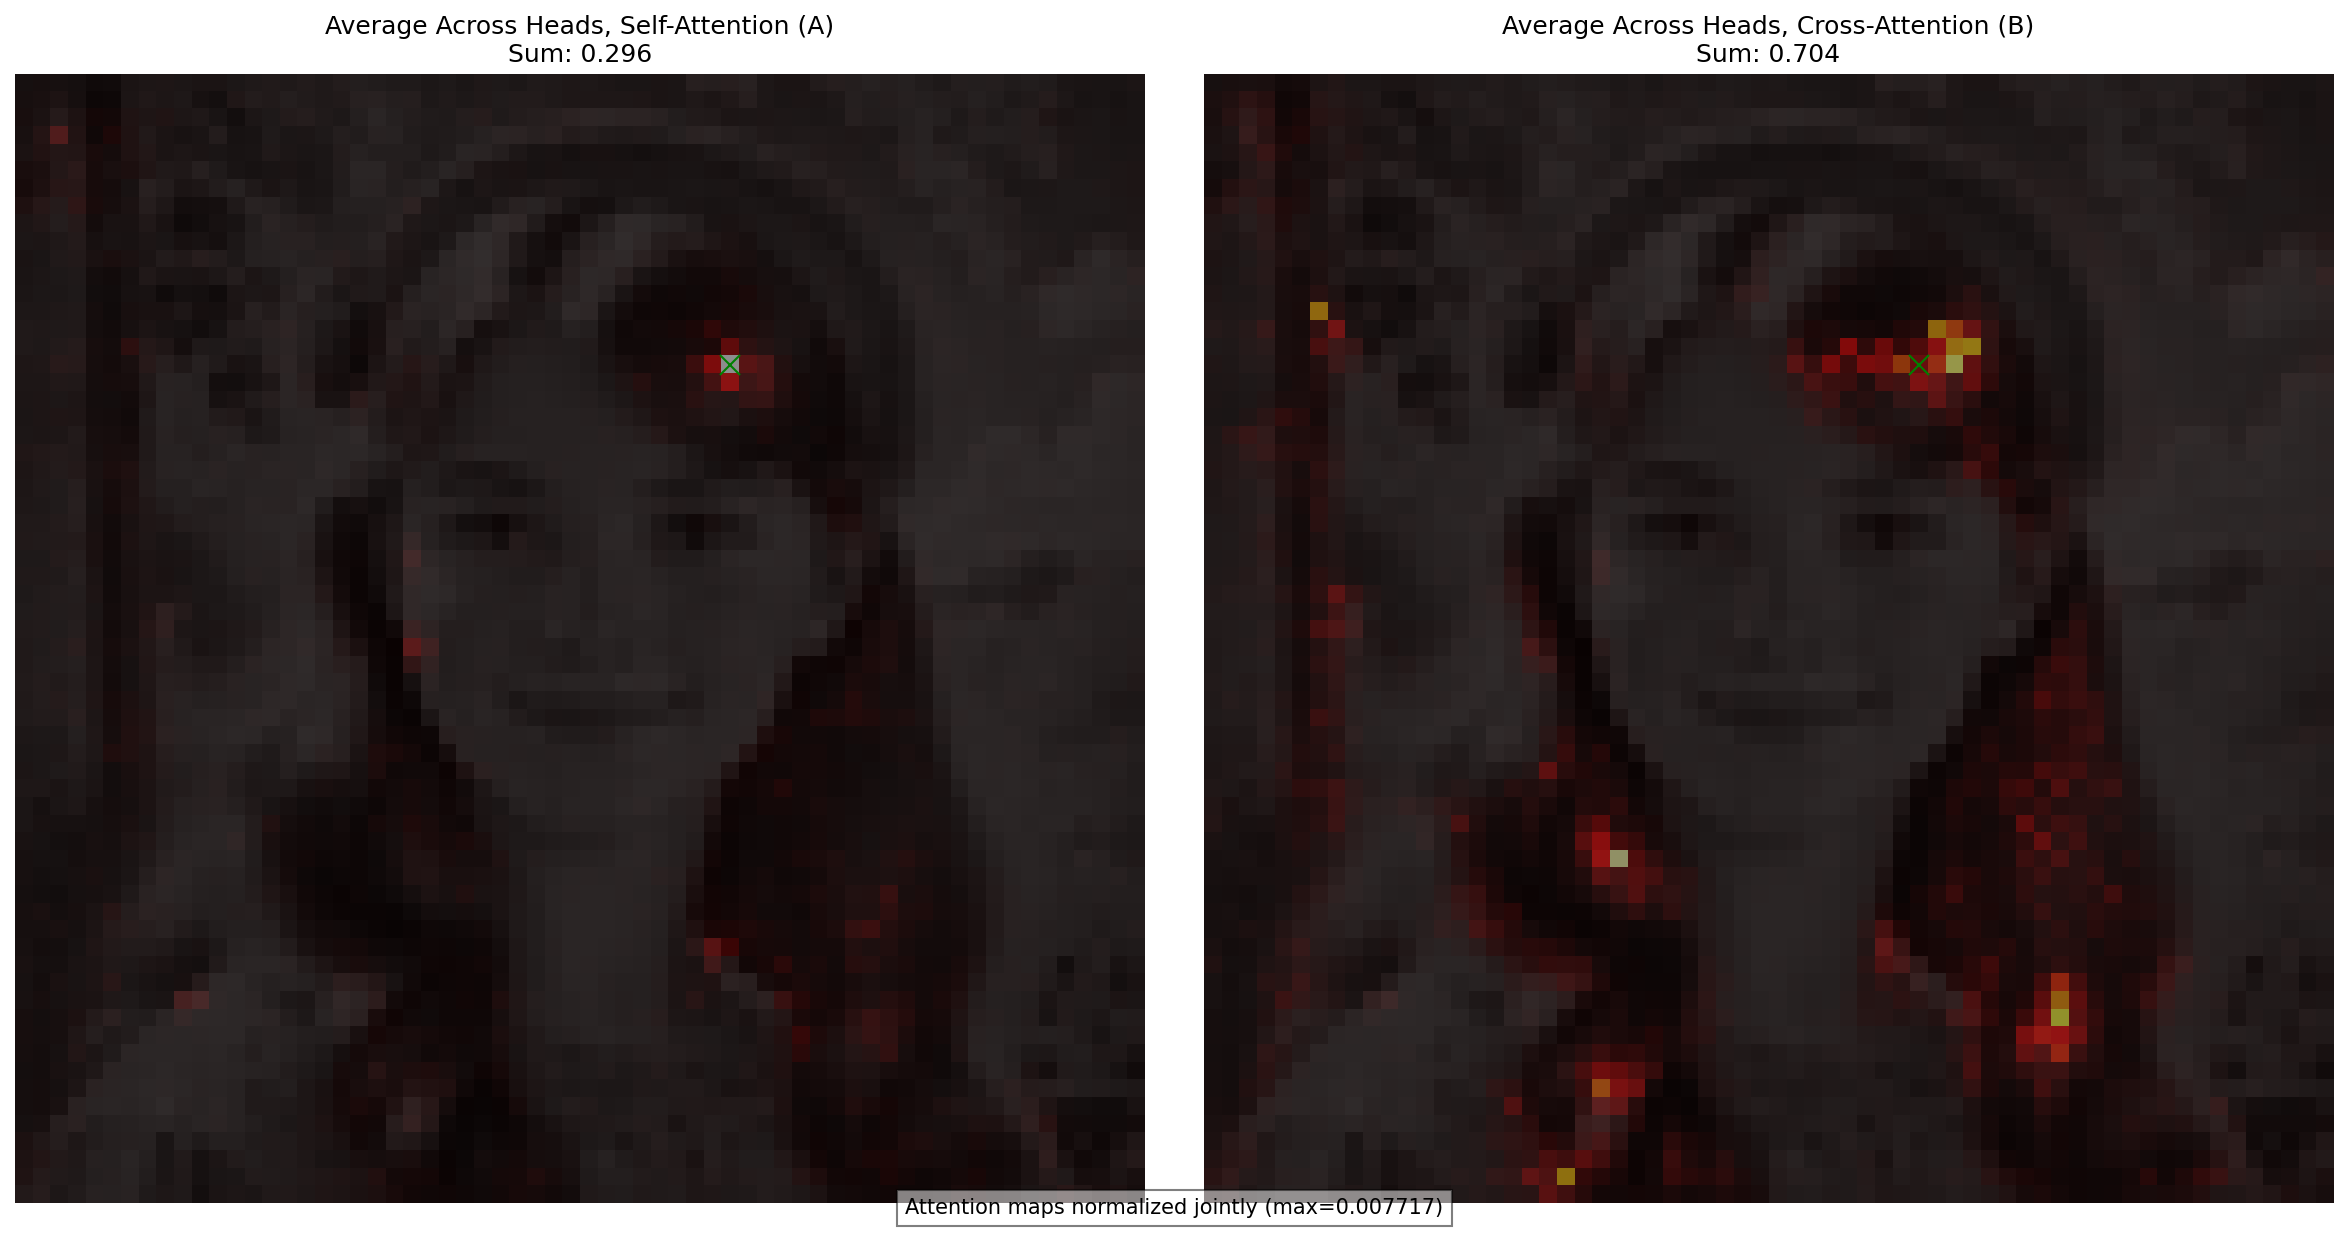 Average Across Heads, Self-Attention (A)
Sum: 0.296
Average Across Heads, Cross-Attention (B)
Sum: 0.704
Attention maps normalized jointly (max=0.007717)